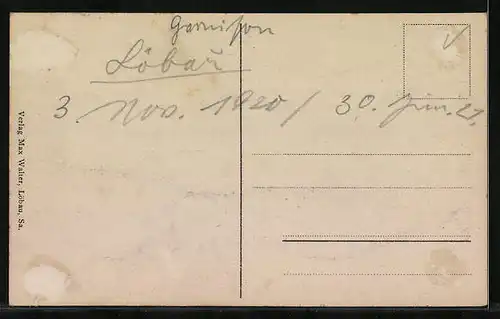 Garnison
Löbau
3. Nov. 1920 / 30. Juni. 21.
Verlag Max Walter, Löbau, Sa.